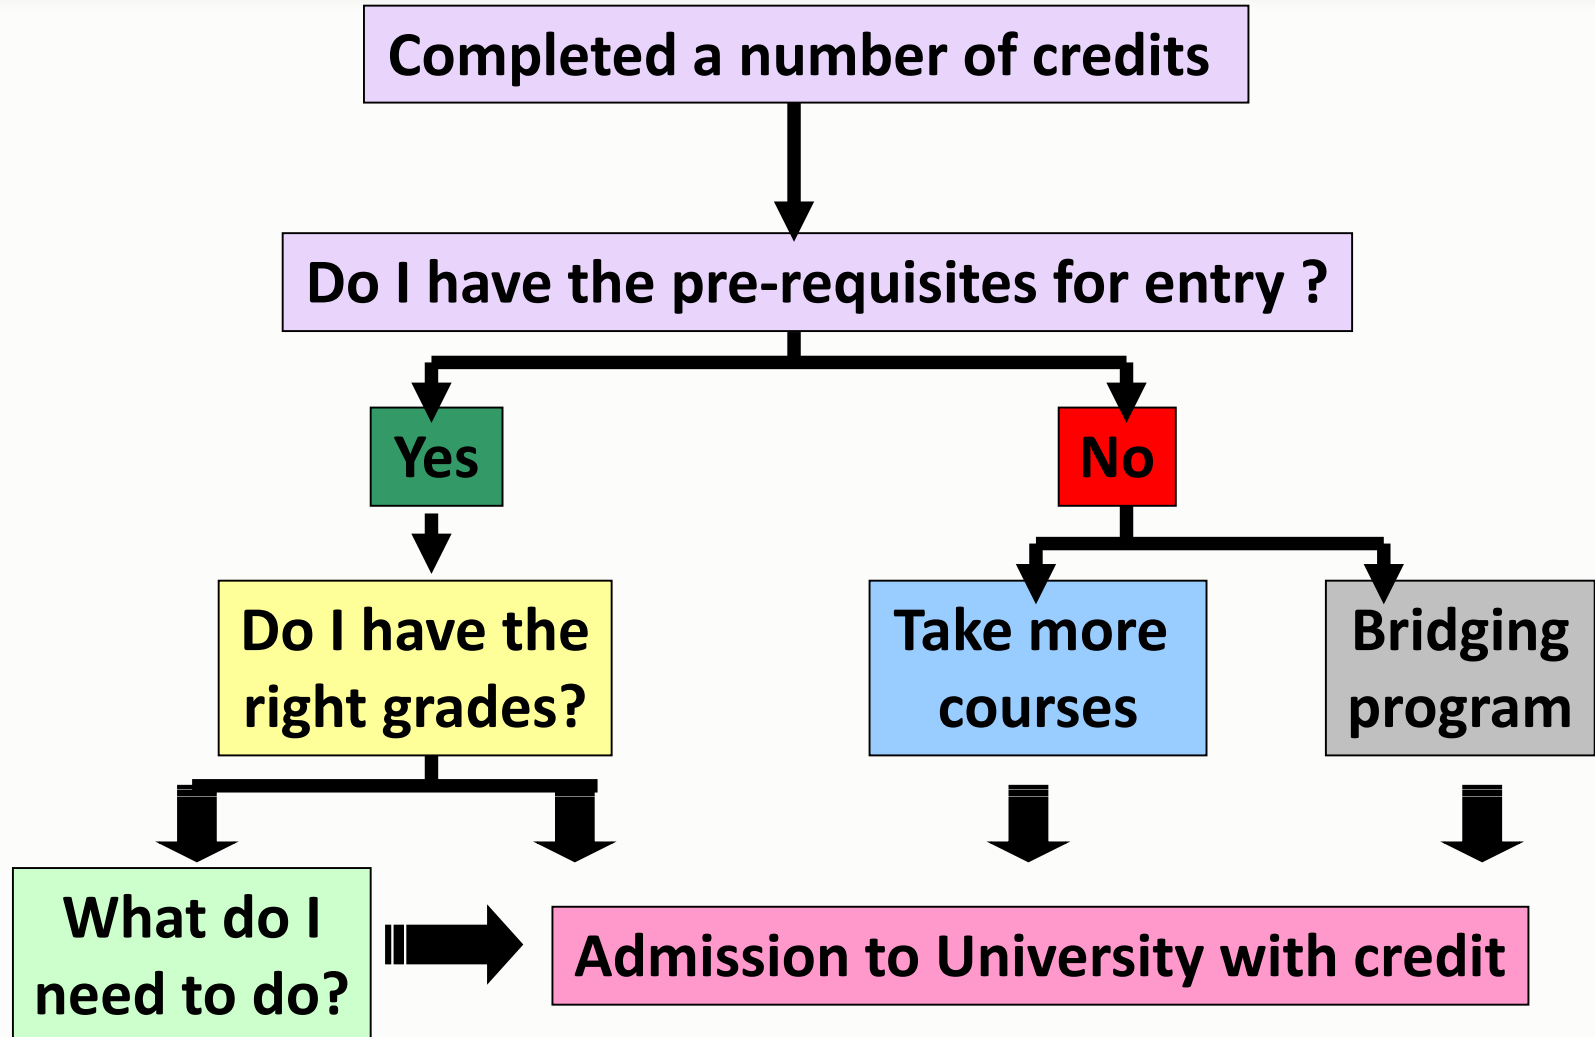 Completed a number of credits
Do I have the pre-requisites for entry ?
Yes
No
Do I have the
right grades?
Take more
courses
Bridging
program
What do I
need to do?
Admission to University with credit